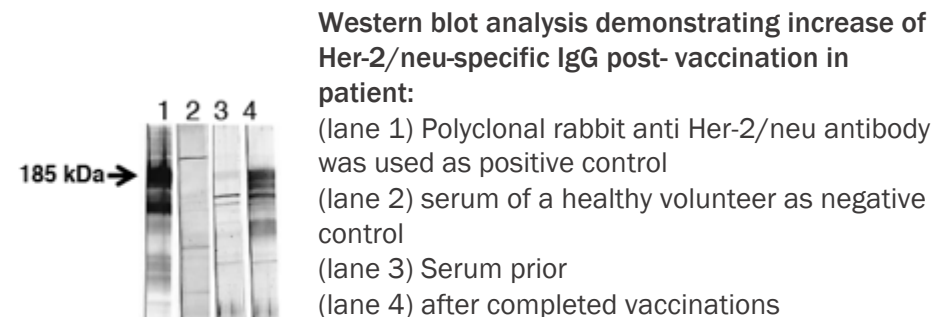 Western blot analysis demonstrating increase of
Her-2/neu-specific IgG post- vaccination in
patient:
(lane 1) Polyclonal rabbit anti Her-2/neu antibody
was used as positive control
(lane 2) serum of a healthy volunteer as negative
control
(lane 3) Serum prior
(lane 4) after completed vaccinations
1 2 3 4
185 kDa→